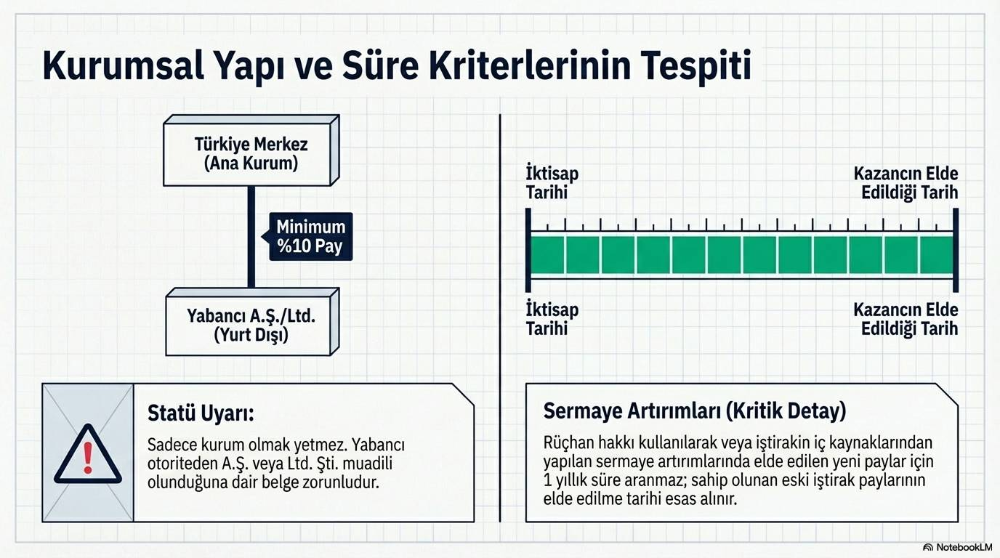 Kurumsal Yapı ve Süre Kriterlerinin Tespiti
Türkiye Merkez
(Ana Kurum)
Minimum
%10 Pay
Yabancı A.Ş./Ltd.
(Yurt Dışı)
Statü Uyarı:
Sadece kurum olmak yetmez. Yabancı
otoriteden A.Ş. veya Ltd. Şti. muadili
olunduğuna dair belge zorunludur.
İktisap
Tarihi
Kazancın Elde
Edildiği Tarih
İktisap
Tarihi
Kazancın Elde
Edildiği Tarih
Sermaye Artırımları (Kritik Detay)
Rüçhan hakkı kullanılarak veya iştirakin iç kaynaklarından
yapılan sermaye artırımlarında elde edilen yeni paylar için
1 yıllık süre aranmaz; sahip olunan eski iştirak paylarının
elde edilme tarihi esas alınır.
NotebookLM